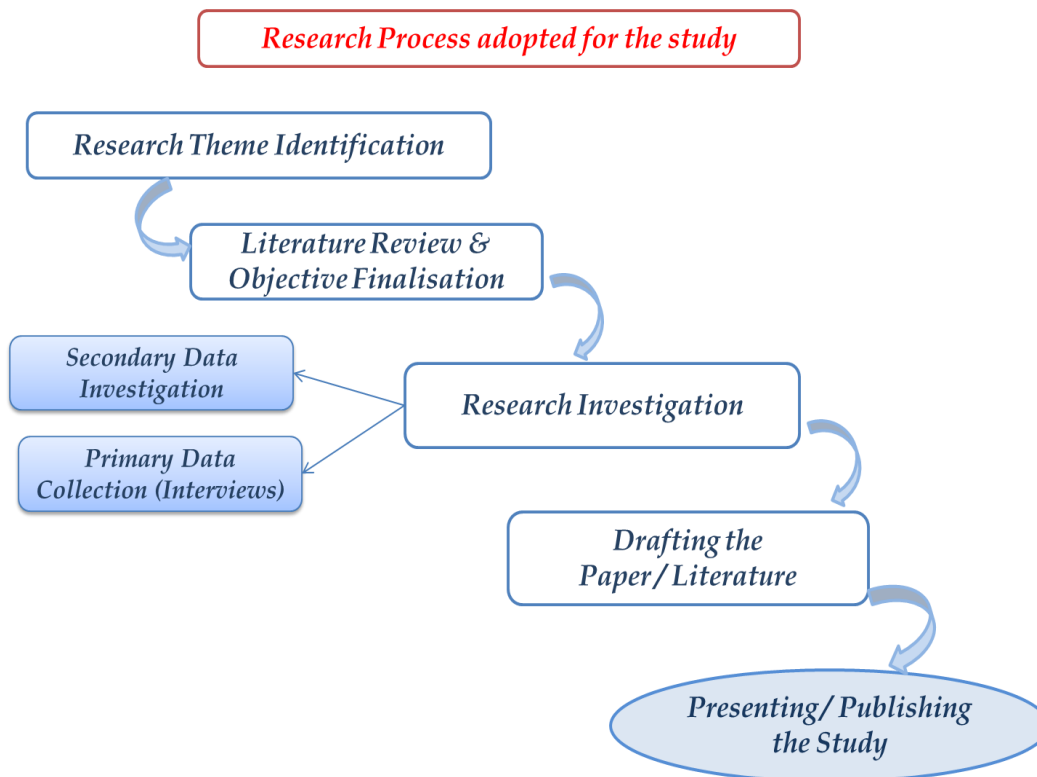 Research Process adopted for the study
Research Theme Identification
Literature Review &
Objective Finalisation
Secondary Data
Investigation
Research Investigation
Primary Data
Collection (Interviews)
Drafting the
Paper / Literature
Presenting/ Publishing
the Study